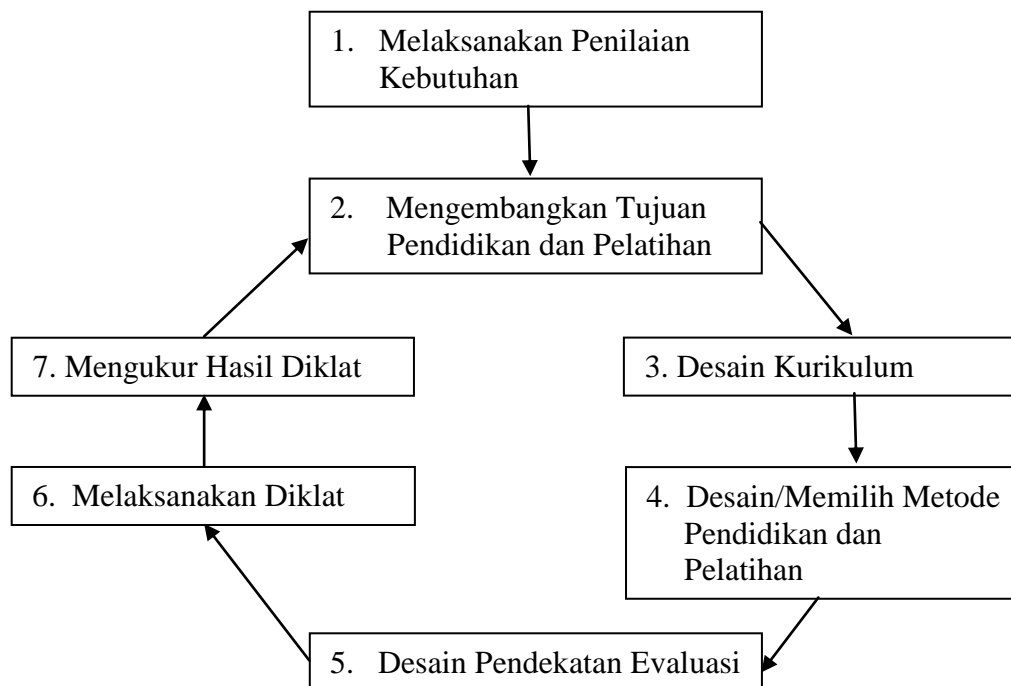 1. Melaksanakan Penilaian
Kebutuhan
2. Mengembangkan Tujuan
Pendidikan dan Pelatihan
3. Desain Kurikulum
4. Desain/Memilih Metode
Pendidikan dan
Pelatihan
5. Desain Pendekatan Evaluasi
6. Melaksanakan Diklat
7. Mengukur Hasil Diklat